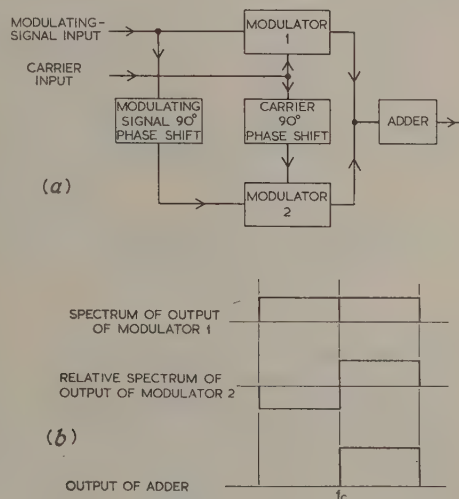 MODULATING-
SIGNAL INPUT
MODULATOR
1
CARRIER
INPUT
MODULATING
SIGNAL 90°
PHASE SHIFT
CARRIER
90°
PHASE SHIFT
ADDER
(a)
MODULATOR
2
SPECTRUM OF OUTPUT
OF MODULATOR 1
RELATIVE SPECTRUM OF
OUTPUT OF MODULATOR 2
(b)
OUTPUT OF ADDER
fc